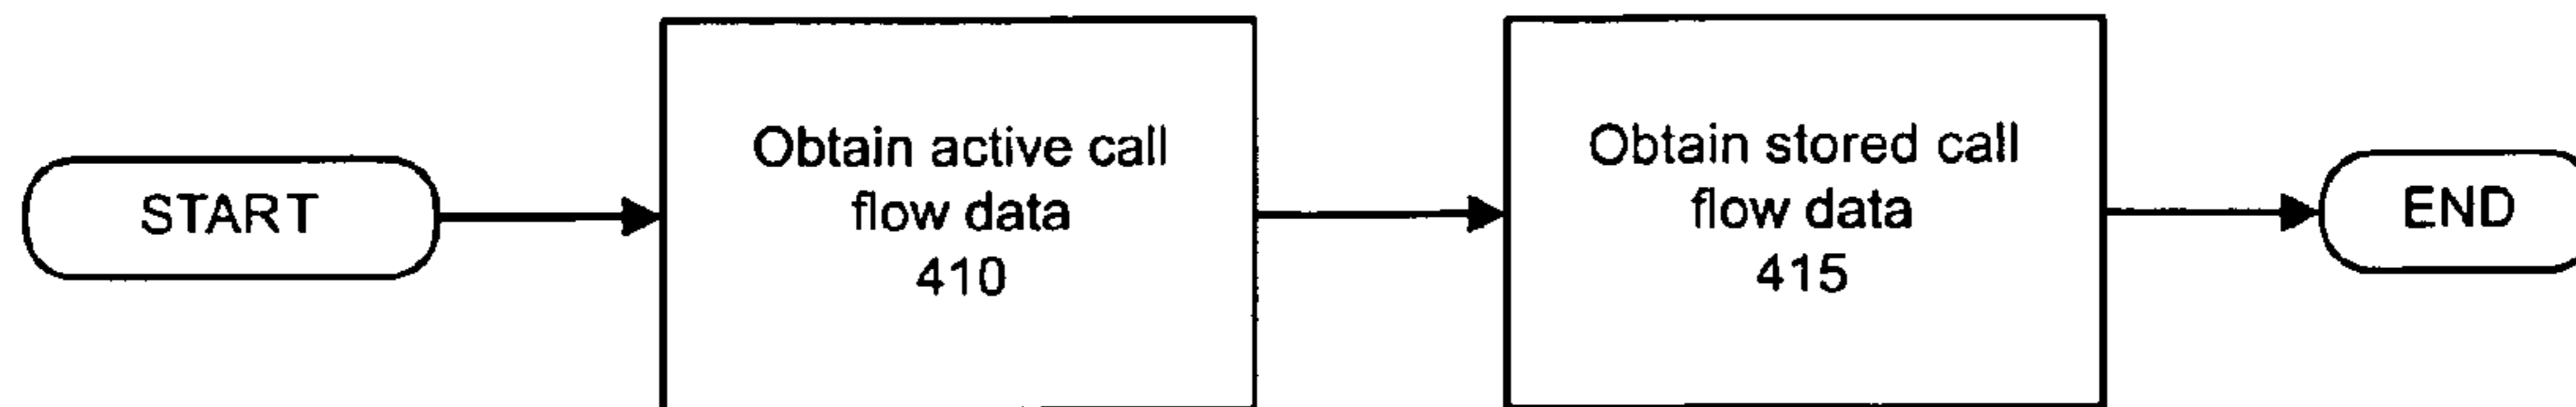 START
Obtain active call
flow data
410
Obtain stored call
flow data
415
END